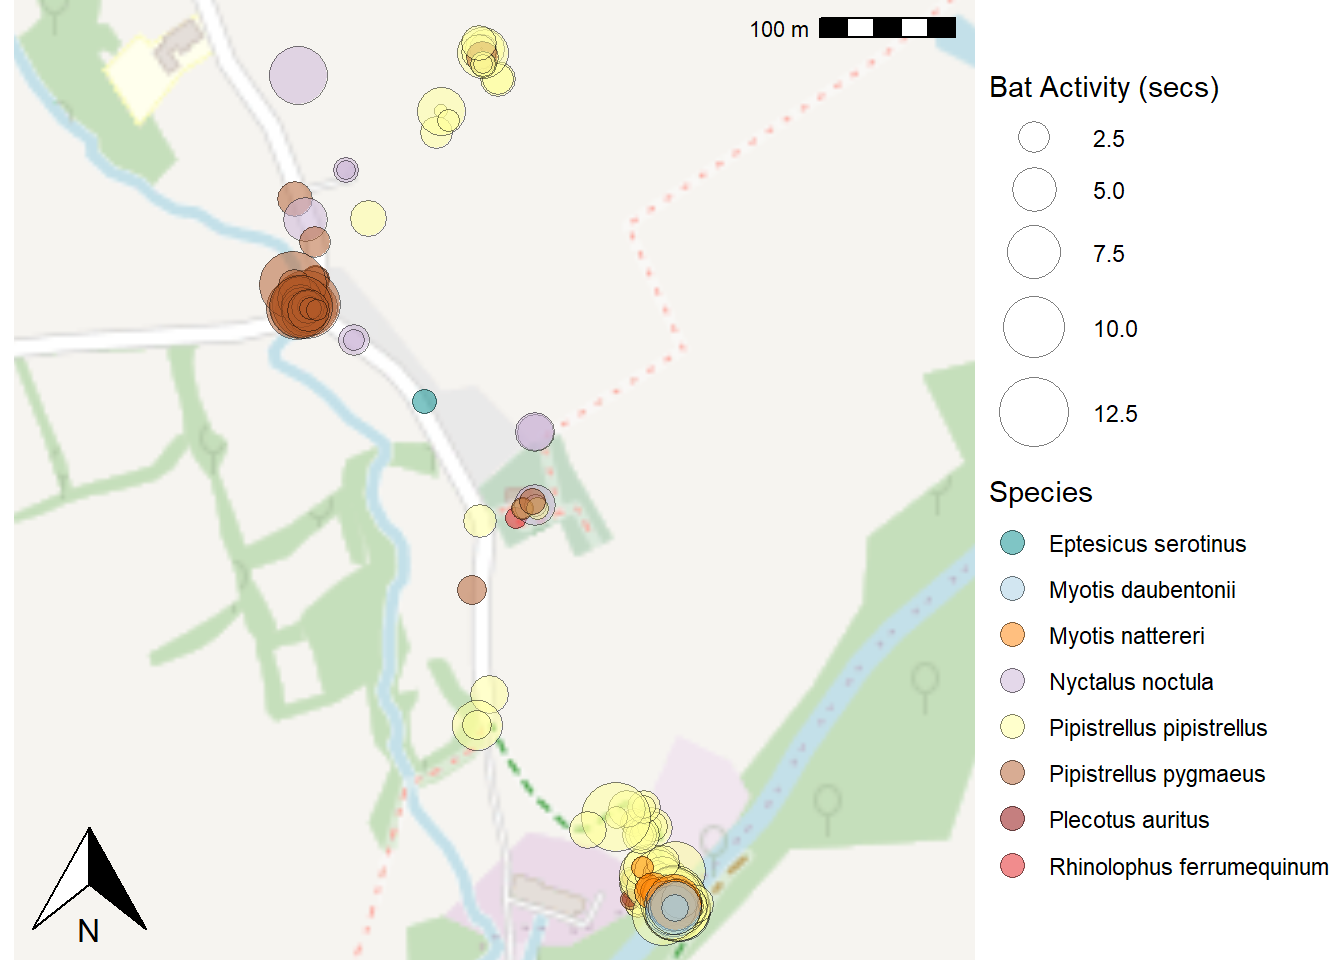 100 m
Bat Activity (secs)
2.5
5.0
7.5
10.0
12.5
Species
Eptesicus serotinus
Myotis daubentonii
Myotis nattereri
Nyctalus noctula
Pipistrellus pipistrellus
Pipistrellus pygmaeus
Plecotus auritus
Rhinolophus ferrumequinum
N